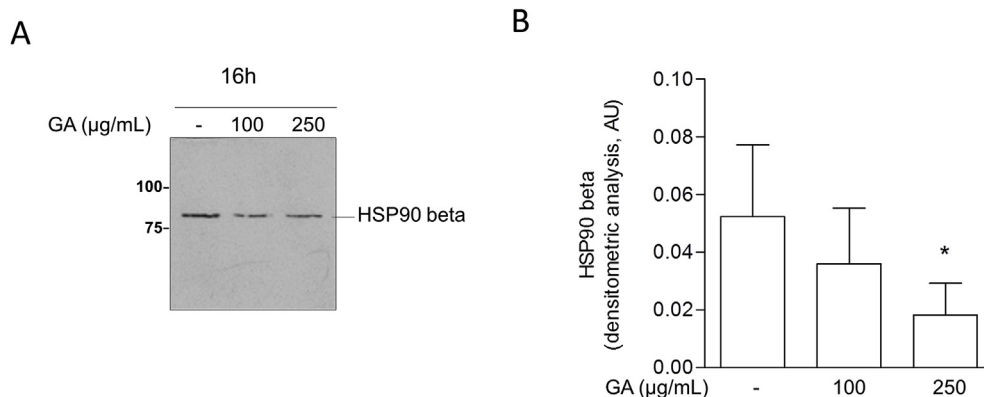 A
16h
GA (µg/mL) - 100 250
100-
75-
HSP90 beta
B
HSP90 beta
(densitometric analysis, AU)
0.10
0.08
0.06
0.04
0.02
0.00
*
GA (µg/mL) - 100 250